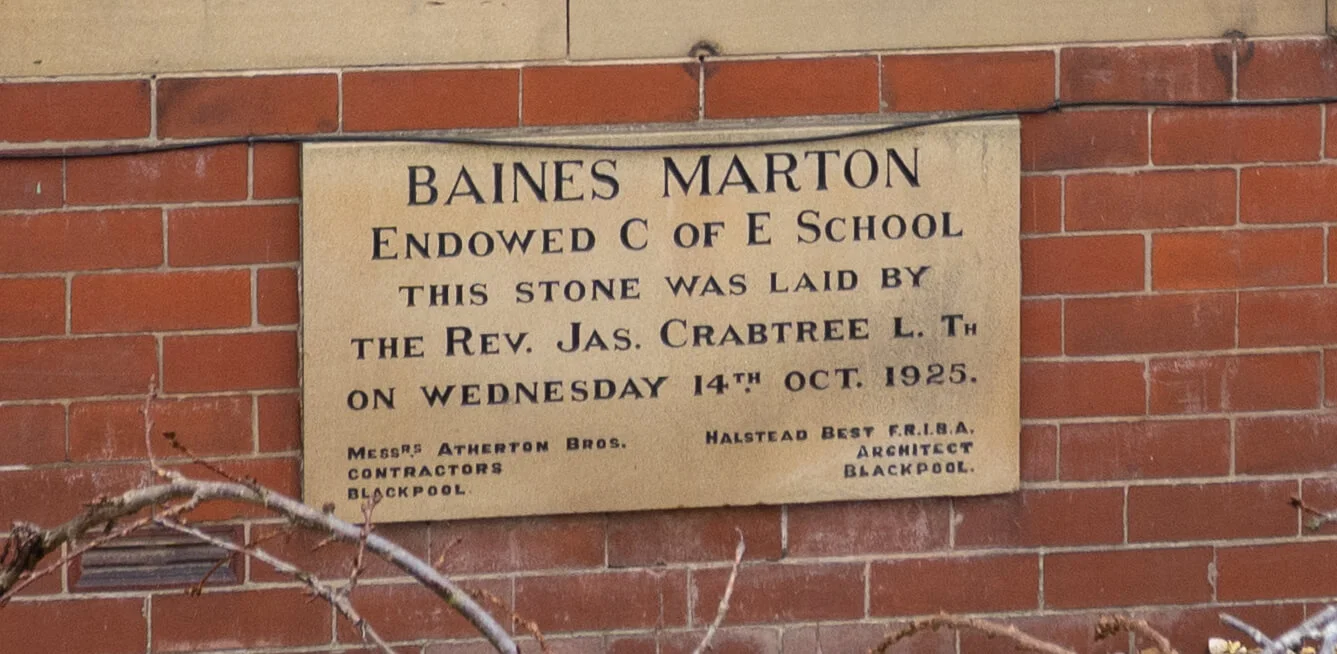 BAINES MARTON
ENDOWED C OF E SCHOOL
THIS STONE WAS LAID BY
THE REV. JAS. CRABTREE L. TH
ON WEDNESDAY 14TH OCT. 1925.
MESSRS ATHERTON BROS.
CONTRACTORS
BLACKPOOL.
HALSTEAD BEST F.R.I.B.A.
ARCHITECT
BLACKPOOL.